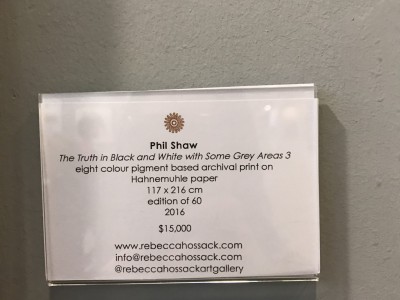 Phil Shaw
The Truth in Black and White with Some Grey Areas 3
eight colour pigment based archival print on
Hahnemuhle paper
117 x 216 cm
edition of 60
2016
$15,000
www.rebeccahossack.com
info@rebeccahossack.com
@rebeccahossackartgallery